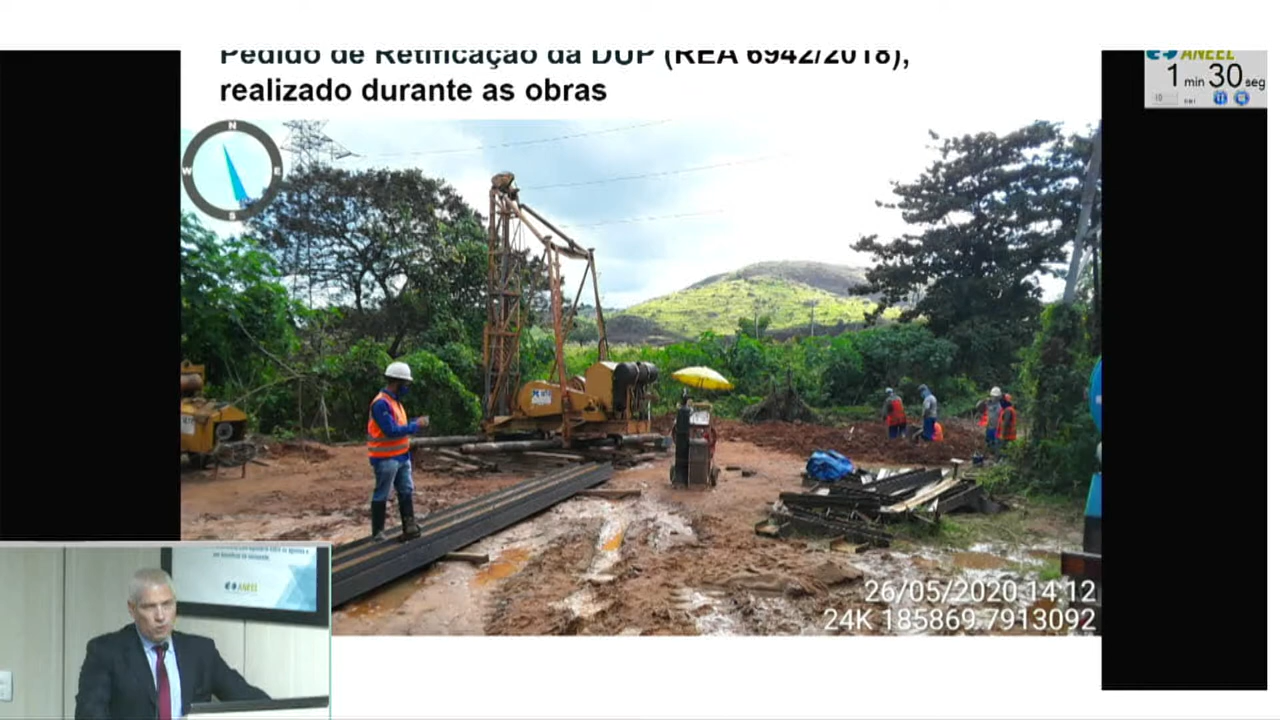 Pedido de Retificação da DUP (REA 6942/2018),
realizado durante as obras
ANEEL
1 min 30 seg
10
N
W E
S
26/05/2020 14:12
24K 185869 7913092
ANEEL